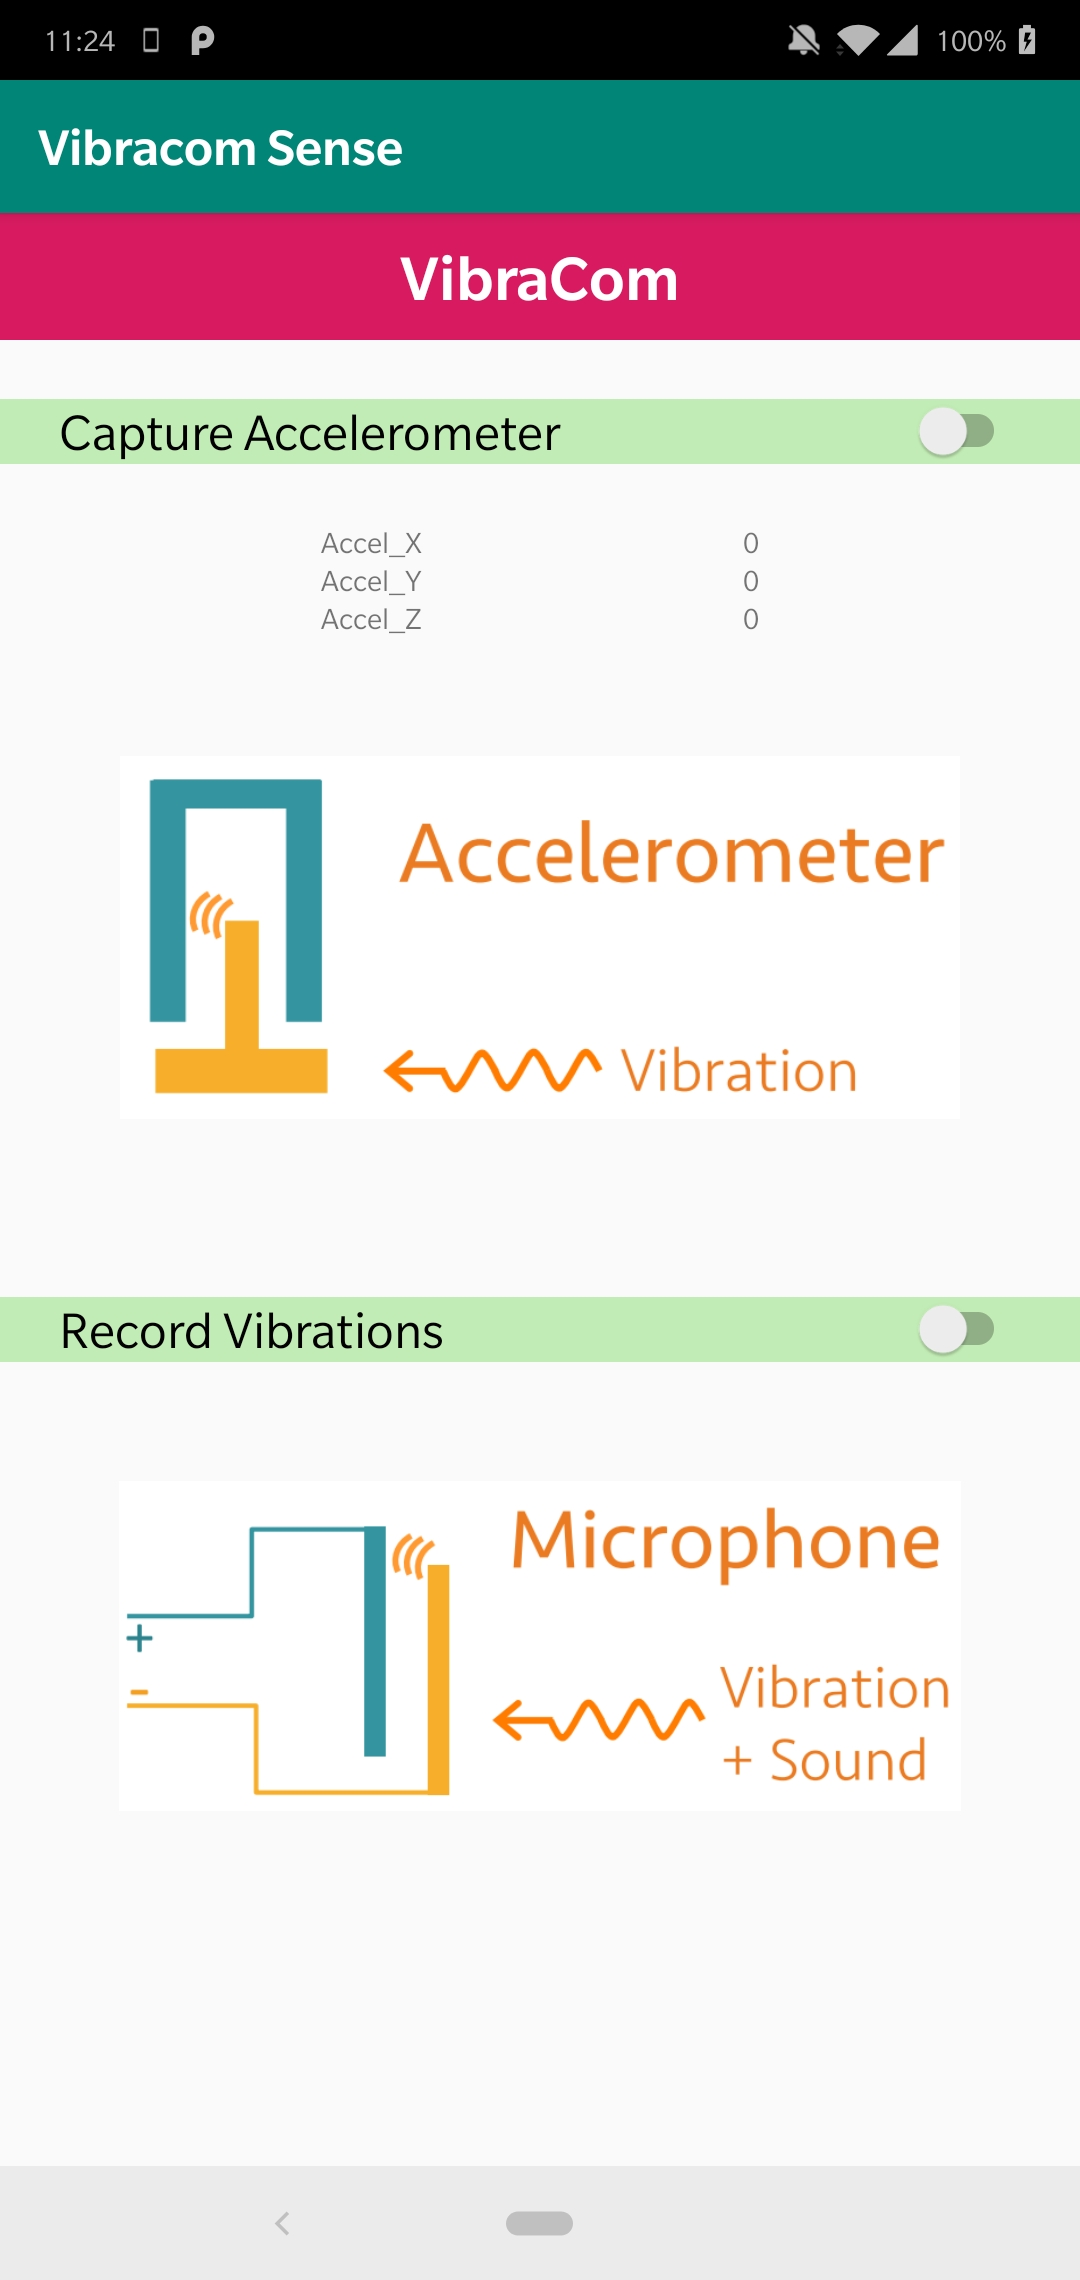 11:24
100%
Vibracom Sense
VibraCom
Capture Accelerometer
Accel_X 0
Accel_Y 0
Accel_Z 0
Accelerometer
Vibration
Record Vibrations
Microphone
+
-
Vibration
+ Sound